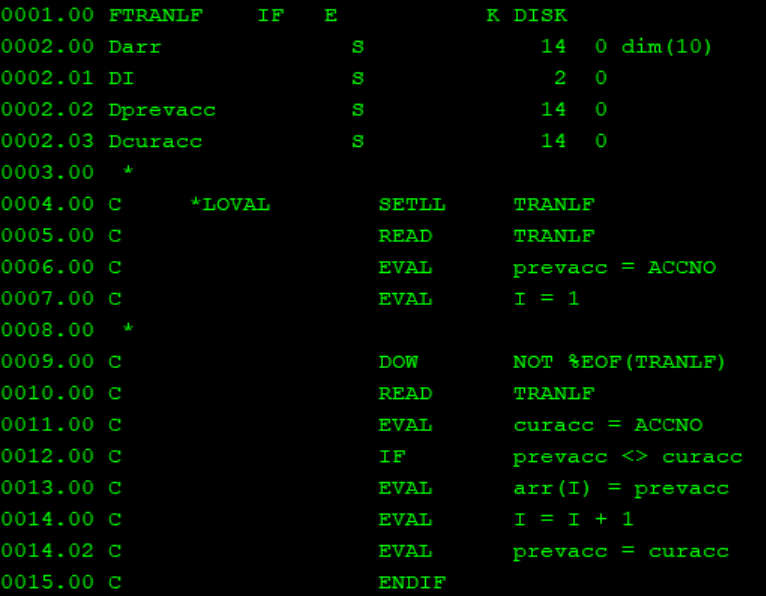 0001.00 FTRANLF    IF   E           K DISK
0002.00 Darr              S             14  0 dim(10)
0002.01 DI                S              2  0
0002.02 Dprevacc          S             14  0
0002.03 Dcuracc           S             14  0
0003.00  *
0004.00 C     *LOVAL        SETLL     TRANLF
0005.00 C                   READ      TRANLF
0006.00 C                   EVAL      prevacc = ACCNO
0007.00 C                   EVAL      I = 1
0008.00  *
0009.00 C                   DOW       NOT %EOF(TRANLF)
0010.00 C                   READ      TRANLF
0011.00 C                   EVAL      curacc = ACCNO
0012.00 C                   IF        prevacc <> curacc
0013.00 C                   EVAL      arr(I) = prevacc
0014.00 C                   EVAL      I = I + 1
0014.02 C                   EVAL      prevacc = curacc
0015.00 C                   ENDIF